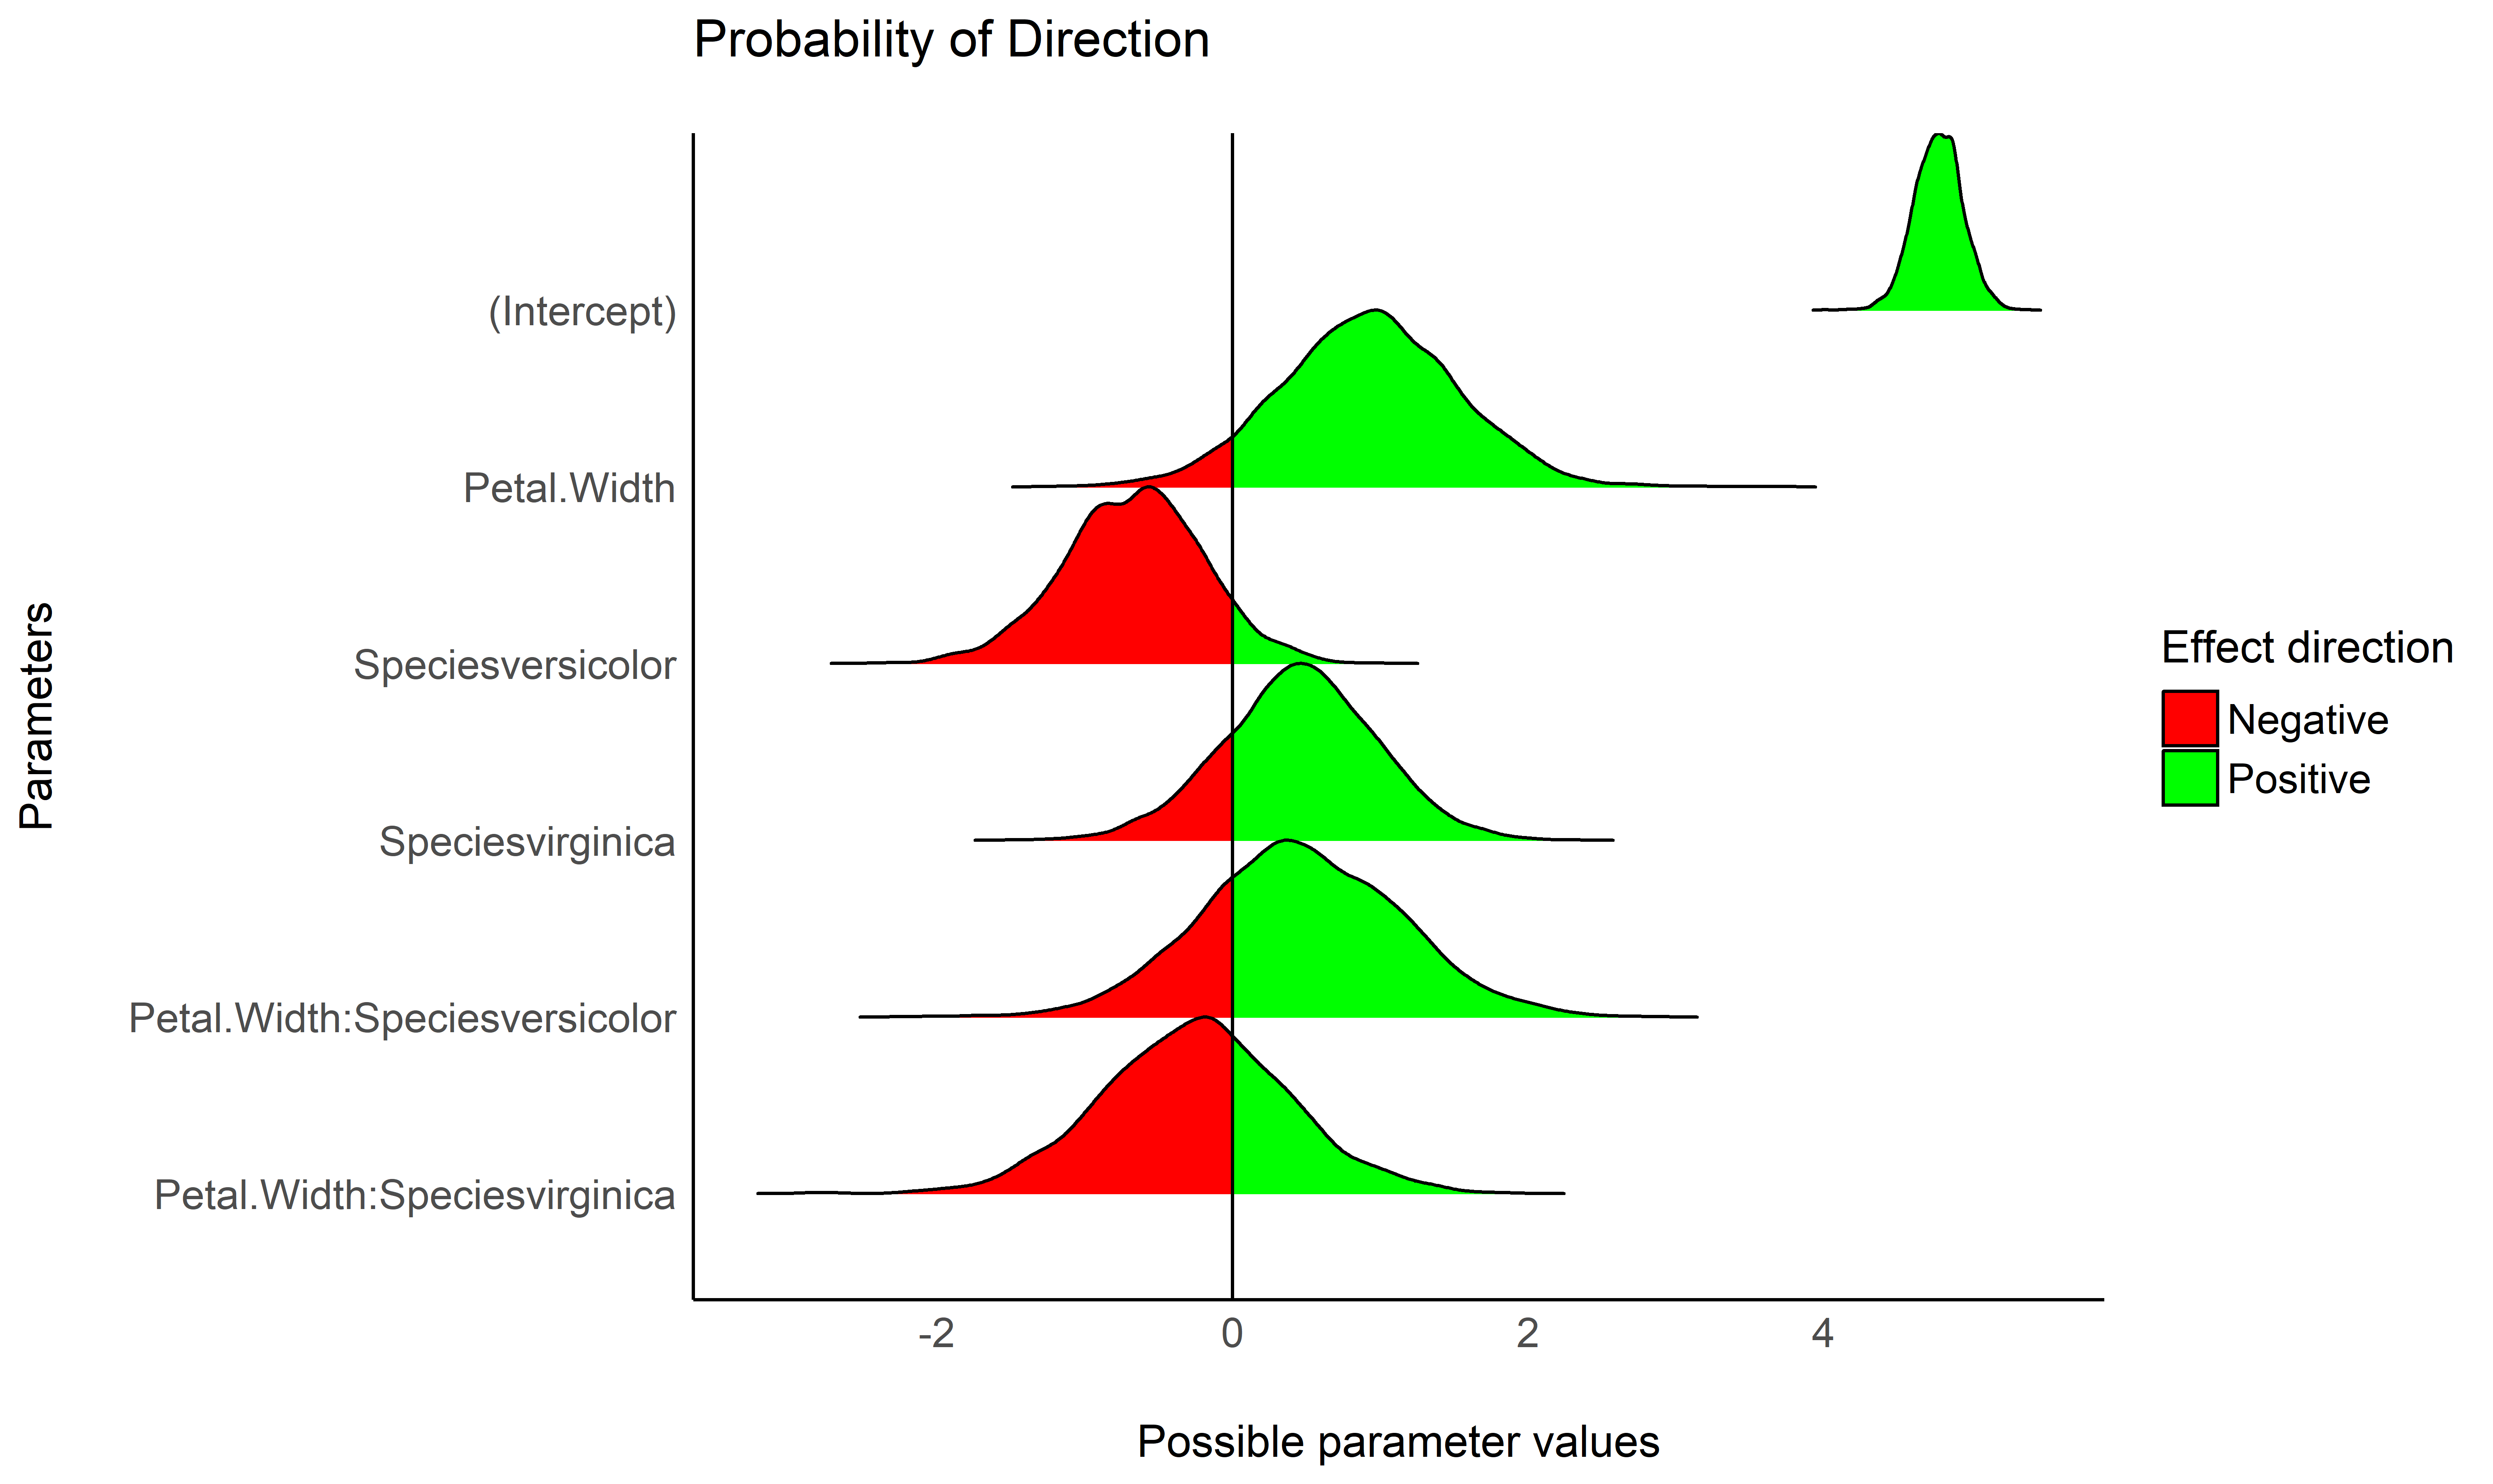 Probability of Direction
(Intercept)
Petal.Width
Speciesversicolor
Speciesvirginica
Petal.Width:Speciesversicolor
Petal.Width:Speciesvirginica
Parameters
-2 0 2 4
Possible parameter values
Effect direction
Negative
Positive